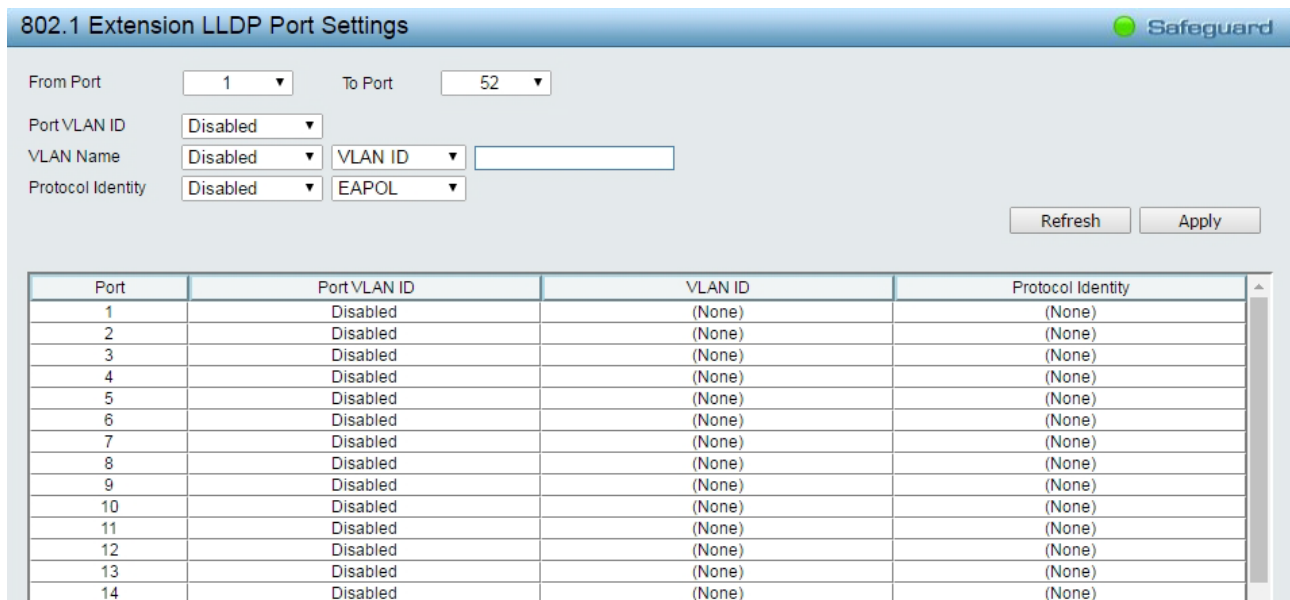 802.1 Extension LLDP Port Settings Safeguard
From Port 1 To Port 52
Port VLAN ID Disabled
VLAN Name Disabled VLAN ID
Protocol Identity Disabled EAPOL
Refresh Apply
Port Port VLAN ID VLAN ID Protocol Identity
1 Disabled (None) (None)
2 Disabled (None) (None)
3 Disabled (None) (None)
4 Disabled (None) (None)
5 Disabled (None) (None)
6 Disabled (None) (None)
7 Disabled (None) (None)
8 Disabled (None) (None)
9 Disabled (None) (None)
10 Disabled (None) (None)
11 Disabled (None) (None)
12 Disabled (None) (None)
13 Disabled (None) (None)
14 Disabled (None) (None)